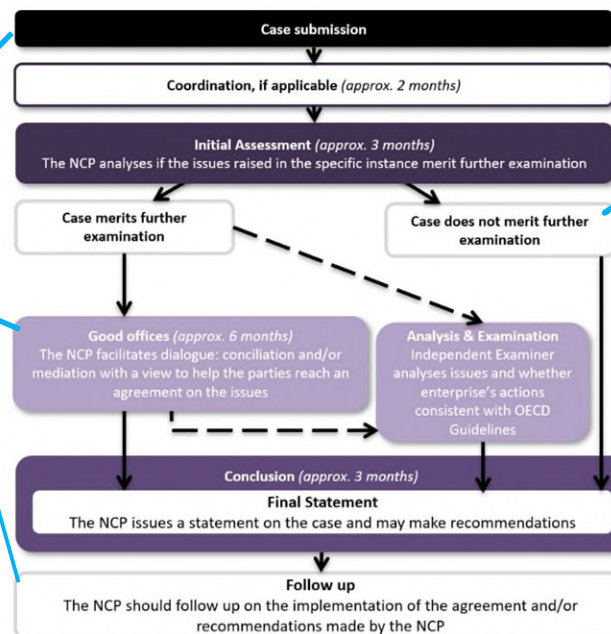 Case submission
Coordination, if applicable (approx. 2 months)
Initial Assessment (approx. 3 months)
The NCP analyses if the issues raised in the specific instance merit further examination
Case merits further
examination
Case does not merit further
examination
Good offices (approx. 6 months)
The NCP facilitates dialogue: conciliation and/or
mediation with a view to help the parties reach an
agreement on the issues
Analysis & Examination
Independent Examiner
analyses issues and whether
enterprise's actions
consistent with OECD
Guidelines
Conclusion (approx. 3 months)
Final Statement
The NCP issues a statement on the case and may make recommendations
Follow up
The NCP should follow up on the implementation of the agreement and/or
recommendations made by the NCP